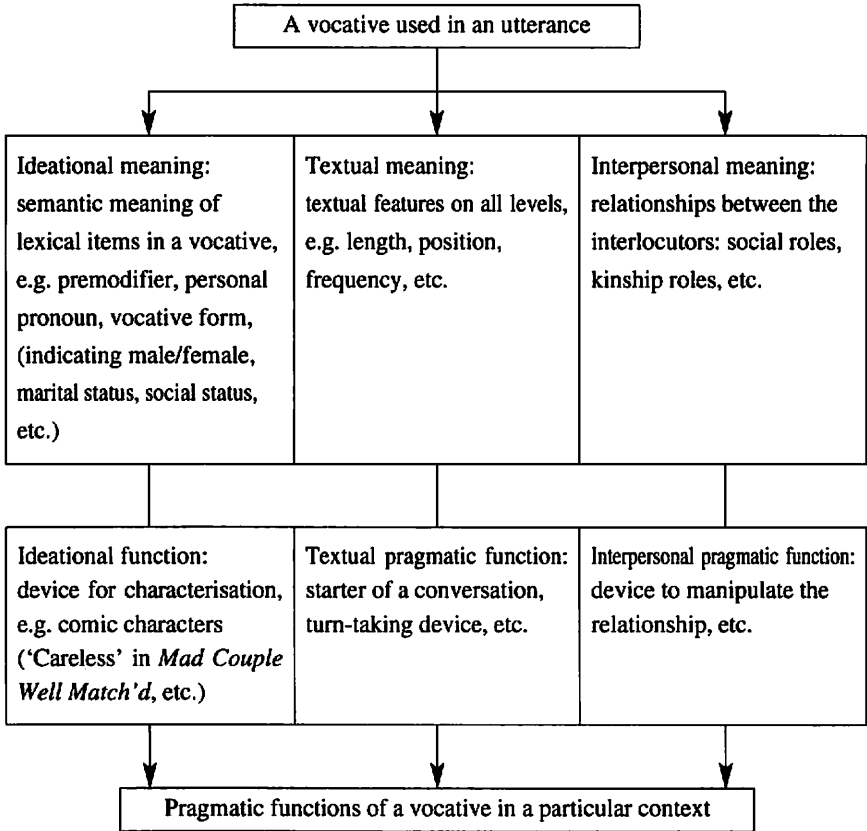 A vocative used in an utterance
Ideational meaning:
semantic meaning of
lexical items in a vocative,
e.g. premodifier, personal
pronoun, vocative form,
(indicating male/female,
marital status, social status,
etc.)
Textual meaning:
textual features on all levels,
e.g. length, position,
frequency, etc.
Interpersonal meaning:
relationships between the
interlocutors: social roles,
kinship roles, etc.
Ideational function:
device for characterisation,
e.g. comic characters
(‘Careless’ in Mad Couple
Well Match’d, etc.)
Textual pragmatic function:
starter of a conversation,
turn-taking device, etc.
Interpersonal pragmatic function:
device to manipulate the
relationship, etc.
Pragmatic functions of a vocative in a particular context